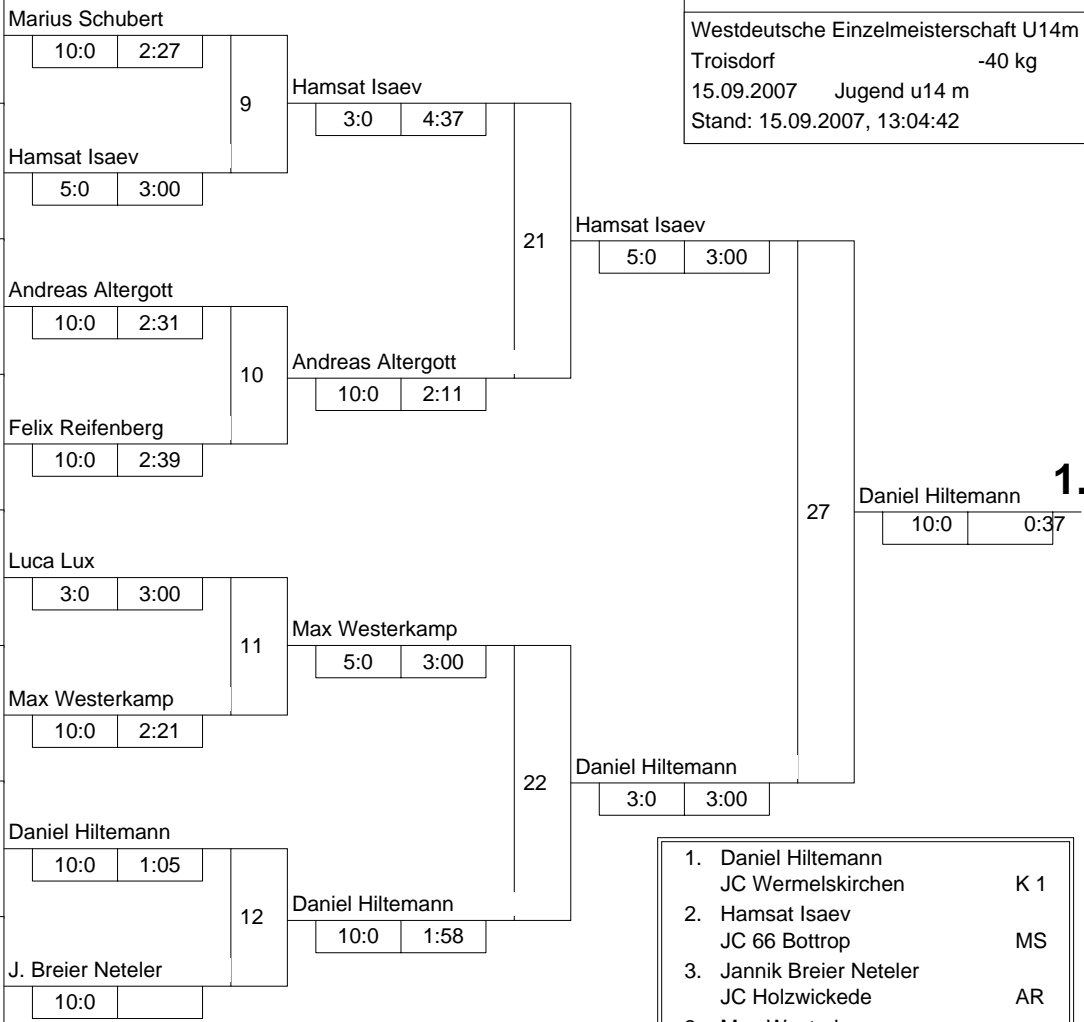 Marius Schubert
10:0 2:27
9
Hamsat Isaev
5:0 3:00
Andreas Altergott
10:0 2:31
10
Felix Reifenberg
10:0 2:39
Luca Lux
3:0 3:00
11
Max Westerkamp
10:0 2:21
Daniel Hiltemann
10:0 1:05
12
J. Breier Neteler
10:0
Hamsat Isaev
3:0 4:37
21
Andreas Altergott
10:0 2:11
Max Westerkamp
5:0 3:00
22
Daniel Hiltemann
10:0 1:58
Hamsat Isaev
5:0 3:00
27
Daniel Hiltemann
3:0 3:00
Daniel Hiltemann 1.
10:0 0:37
Westdeutsche Einzelmeisterschaft U14m
Troisdorf -40 kg
15.09.2007 Jugend u14 m
Stand: 15.09.2007, 13:04:42
1. Daniel Hiltemann
JC Wermelskirchen K 1
2. Hamsat Isaev
JC 66 Bottrop MS
3. Jannik Breier Neteler
JC Holzwickede AR
3. Max Westerkamp